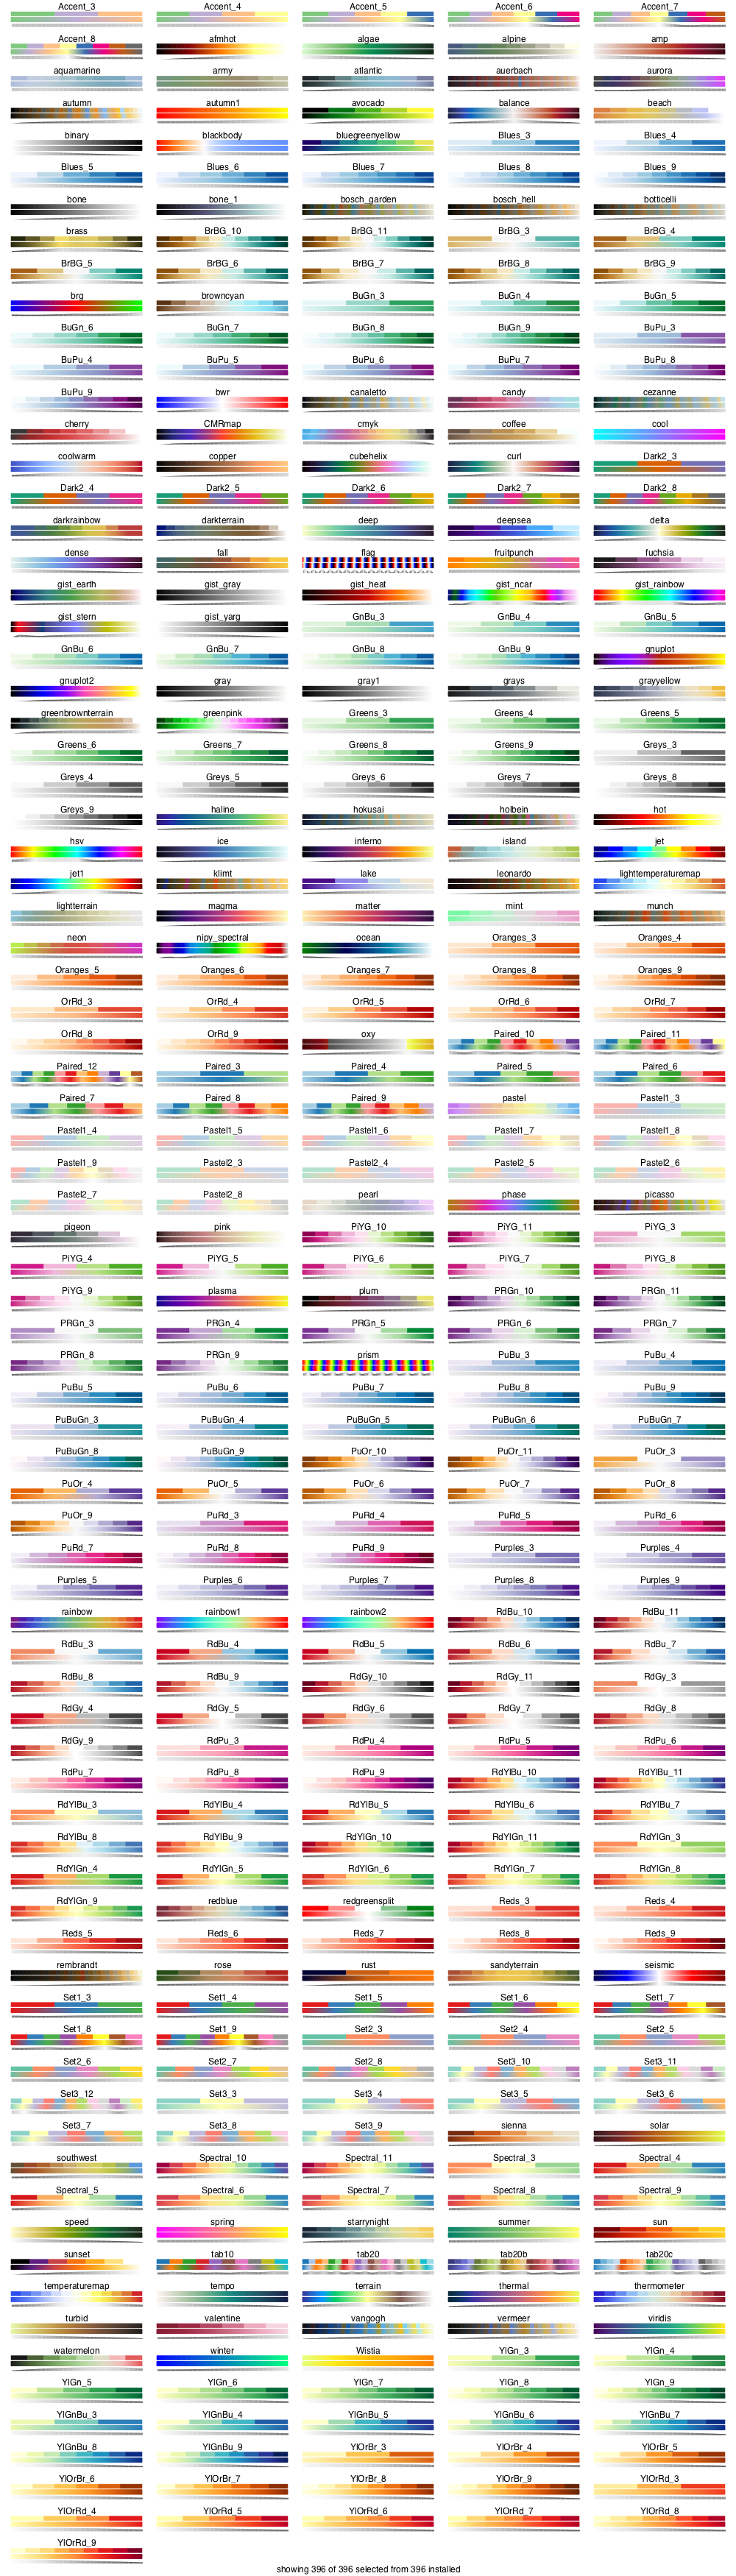 Accent_3 Accent_4 Accent_5 Accent_6 Accent_7
Accent_8 afmhot algae alpine amp
aquamarine army atlantic auerbach aurora
autumn autumn1 avocado balance beach
binary blackbody bluegreenyellow Blues_3 Blues_4
Blues_5 Blues_6 Blues_7 Blues_8 Blues_9
bone bone_1 bosch_garden bosch_hell botticelli
brass BrBG_10 BrBG_11 BrBG_3 BrBG_4
BrBG_5 BrBG_6 BrBG_7 BrBG_8 BrBG_9
brg browncyan BuGn_3 BuGn_4 BuGn_5
BuGn_6 BuGn_7 BuGn_8 BuGn_9 BuPu_3
BuPu_4 BuPu_5 BuPu_6 BuPu_7 BuPu_8
BuPu_9 bwr canaletto candy cezanne
cherry CMRmap cmyk coffee cool
coolwarm copper cubehelix curl Dark2_3
Dark2_4 Dark2_5 Dark2_6 Dark2_7 Dark2_8
darkrainbow darkterrain deep deepsea delta
dense fall flag fruitpunch fuchsia
gist_earth gist_gray gist_heat gist_ncar gist_rainbow
gist_stern gist_yarg GnBu_3 GnBu_4 GnBu_5
GnBu_6 GnBu_7 GnBu_8 GnBu_9 gnuplot
gnuplot2 gray gray1 grays grayyellow
greenbrownterrain greenpink Greens_3 Greens_4 Greens_5
Greens_6 Greens_7 Greens_8 Greens_9 Greys_3
Greys_4 Greys_5 Greys_6 Greys_7 Greys_8
Greys_9 haline hokusai holbein hot
hsv ice inferno island jet
jet1 klimt lake leonardo lighttemperaturemap
lightterrain magma matter mint munch
neon nipy_spectral ocean Oranges_3 Oranges_4
Oranges_5 Oranges_6 Oranges_7 Oranges_8 Oranges_9
OrRd_3 OrRd_4 OrRd_5 OrRd_6 OrRd_7
OrRd_8 OrRd_9 oxy Paired_10 Paired_11
Paired_12 Paired_3 Paired_4 Paired_5 Paired_6
Paired_7 Paired_8 Paired_9 pastel Pastel1_3
Pastel1_4 Pastel1_5 Pastel1_6 Pastel1_7 Pastel1_8
Pastel1_9 Pastel2_3 Pastel2_4 Pastel2_5 Pastel2_6
Pastel2_7 Pastel2_8 pearl phase picasso
pigeon pink PiYG_10 PiYG_11 PiYG_3
PiYG_4 PiYG_5 PiYG_6 PiYG_7 PiYG_8
PiYG_9 plasma plum PRGn_10 PRGn_11
PRGn_3 PRGn_4 PRGn_5 PRGn_6 PRGn_7
PRGn_8 PRGn_9 prism PuBu_3 PuBu_4
PuBu_5 PuBu_6 PuBu_7 PuBu_8 PuBu_9
PuBuGn_3 PuBuGn_4 PuBuGn_5 PuBuGn_6 PuBuGn_7
PuBuGn_8 PuBuGn_9 PuOr_10 PuOr_11 PuOr_3
PuOr_4 PuOr_5 PuOr_6 PuOr_7 PuOr_8
PuOr_9 PuRd_3 PuRd_4 PuRd_5 PuRd_6
PuRd_7 PuRd_8 PuRd_9 Purples_3 Purples_4
Purples_5 Purples_6 Purples_7 Purples_8 Purples_9
rainbow rainbow1 rainbow2 RdBu_10 RdBu_11
RdBu_3 RdBu_4 RdBu_5 RdBu_6 RdBu_7
RdBu_8 RdBu_9 RdGy_10 RdGy_11 RdGy_3
RdGy_4 RdGy_5 RdGy_6 RdGy_7 RdGy_8
RdGy_9 RdPu_3 RdPu_4 RdPu_5 RdPu_6
RdPu_7 RdPu_8 RdPu_9 RdYlBu_10 RdYlBu_11
RdYlBu_3 RdYlBu_4 RdYlBu_5 RdYlBu_6 RdYlBu_7
RdYlBu_8 RdYlBu_9 RdYlGn_10 RdYlGn_11 RdYlGn_3
RdYlGn_4 RdYlGn_5 RdYlGn_6 RdYlGn_7 RdYlGn_8
RdYlGn_9 redblue redgreensplit Reds_3 Reds_4
Reds_5 Reds_6 Reds_7 Reds_8 Reds_9
rembrandt rose rust sandyterrain seismic
Set1_3 Set1_4 Set1_5 Set1_6 Set1_7
Set1_8 Set1_9 Set2_3 Set2_4 Set2_5
Set2_6 Set2_7 Set2_8 Set3_10 Set3_11
Set3_12 Set3_3 Set3_4 Set3_5 Set3_6
Set3_7 Set3_8 Set3_9 sienna solar
southwest Spectral_10 Spectral_11 Spectral_3 Spectral_4
Spectral_5 Spectral_6 Spectral_7 Spectral_8 Spectral_9
speed spring starrynight summer sun
sunset tab10 tab20 tab20b tab20c
temperaturemap tempo terrain thermal thermometer
turbid valentine vangogh vermeer viridis
watermelon winter Wistia YlGn_3 YlGn_4
YlGn_5 YlGn_6 YlGn_7 YlGn_8 YlGn_9
YlGnBu_3 YlGnBu_4 YlGnBu_5 YlGnBu_6 YlGnBu_7
YlGnBu_8 YlGnBu_9 YlOrBr_3 YlOrBr_4 YlOrBr_5
YlOrBr_6 YlOrBr_7 YlOrBr_8 YlOrBr_9 YlOrRd_3
YlOrRd_4 YlOrRd_5 YlOrRd_6 YlOrRd_7 YlOrRd_8
YlOrRd_9
showing 396 of 396 selected from 396 installed